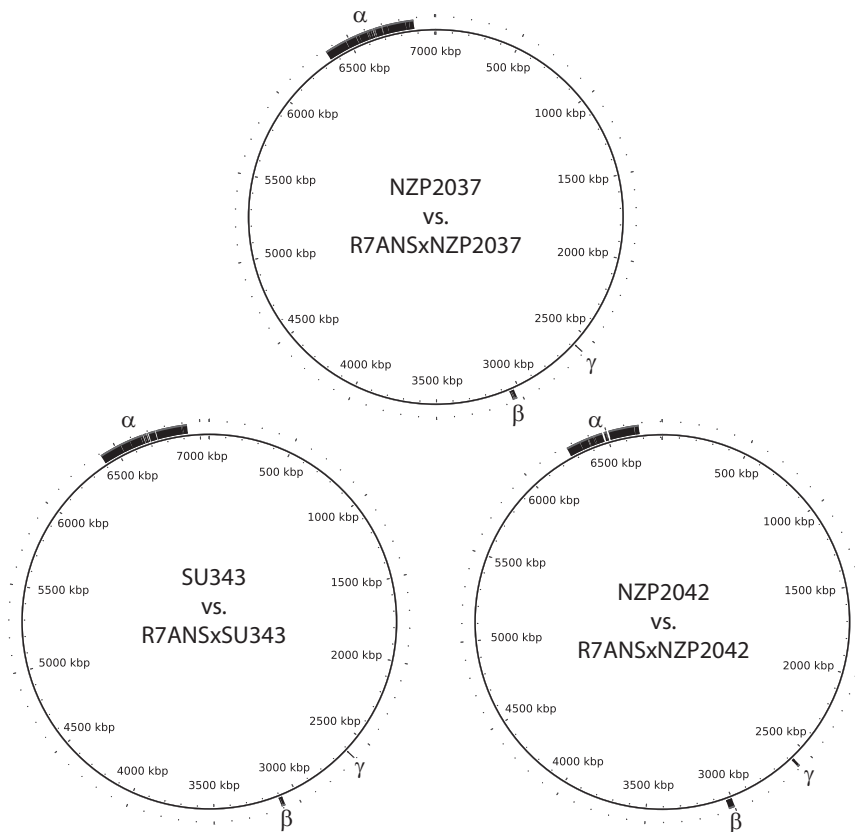 α
7000 kbp
500 kbp
1000 kbp
1500 kbp
2000 kbp
2500 kbp
3000 kbp
3500 kbp
4000 kbp
4500 kbp
5000 kbp
5500 kbp
6000 kbp
6500 kbp
NZP2037
vs.
R7ANSxNZP2037
γ
β
α
7000 kbp
500 kbp
1000 kbp
1500 kbp
2000 kbp
2500 kbp
3000 kbp
3500 kbp
4000 kbp
4500 kbp
5000 kbp
5500 kbp
6000 kbp
6500 kbp
SU343
vs.
R7ANSxSU343
γ
β
α
500 kbp
1000 kbp
1500 kbp
2000 kbp
2500 kbp
3000 kbp
3500 kbp
4000 kbp
4500 kbp
5000 kbp
5500 kbp
6000 kbp
6500 kbp
NZP2042
vs.
R7ANSxNZP2042
γ
β